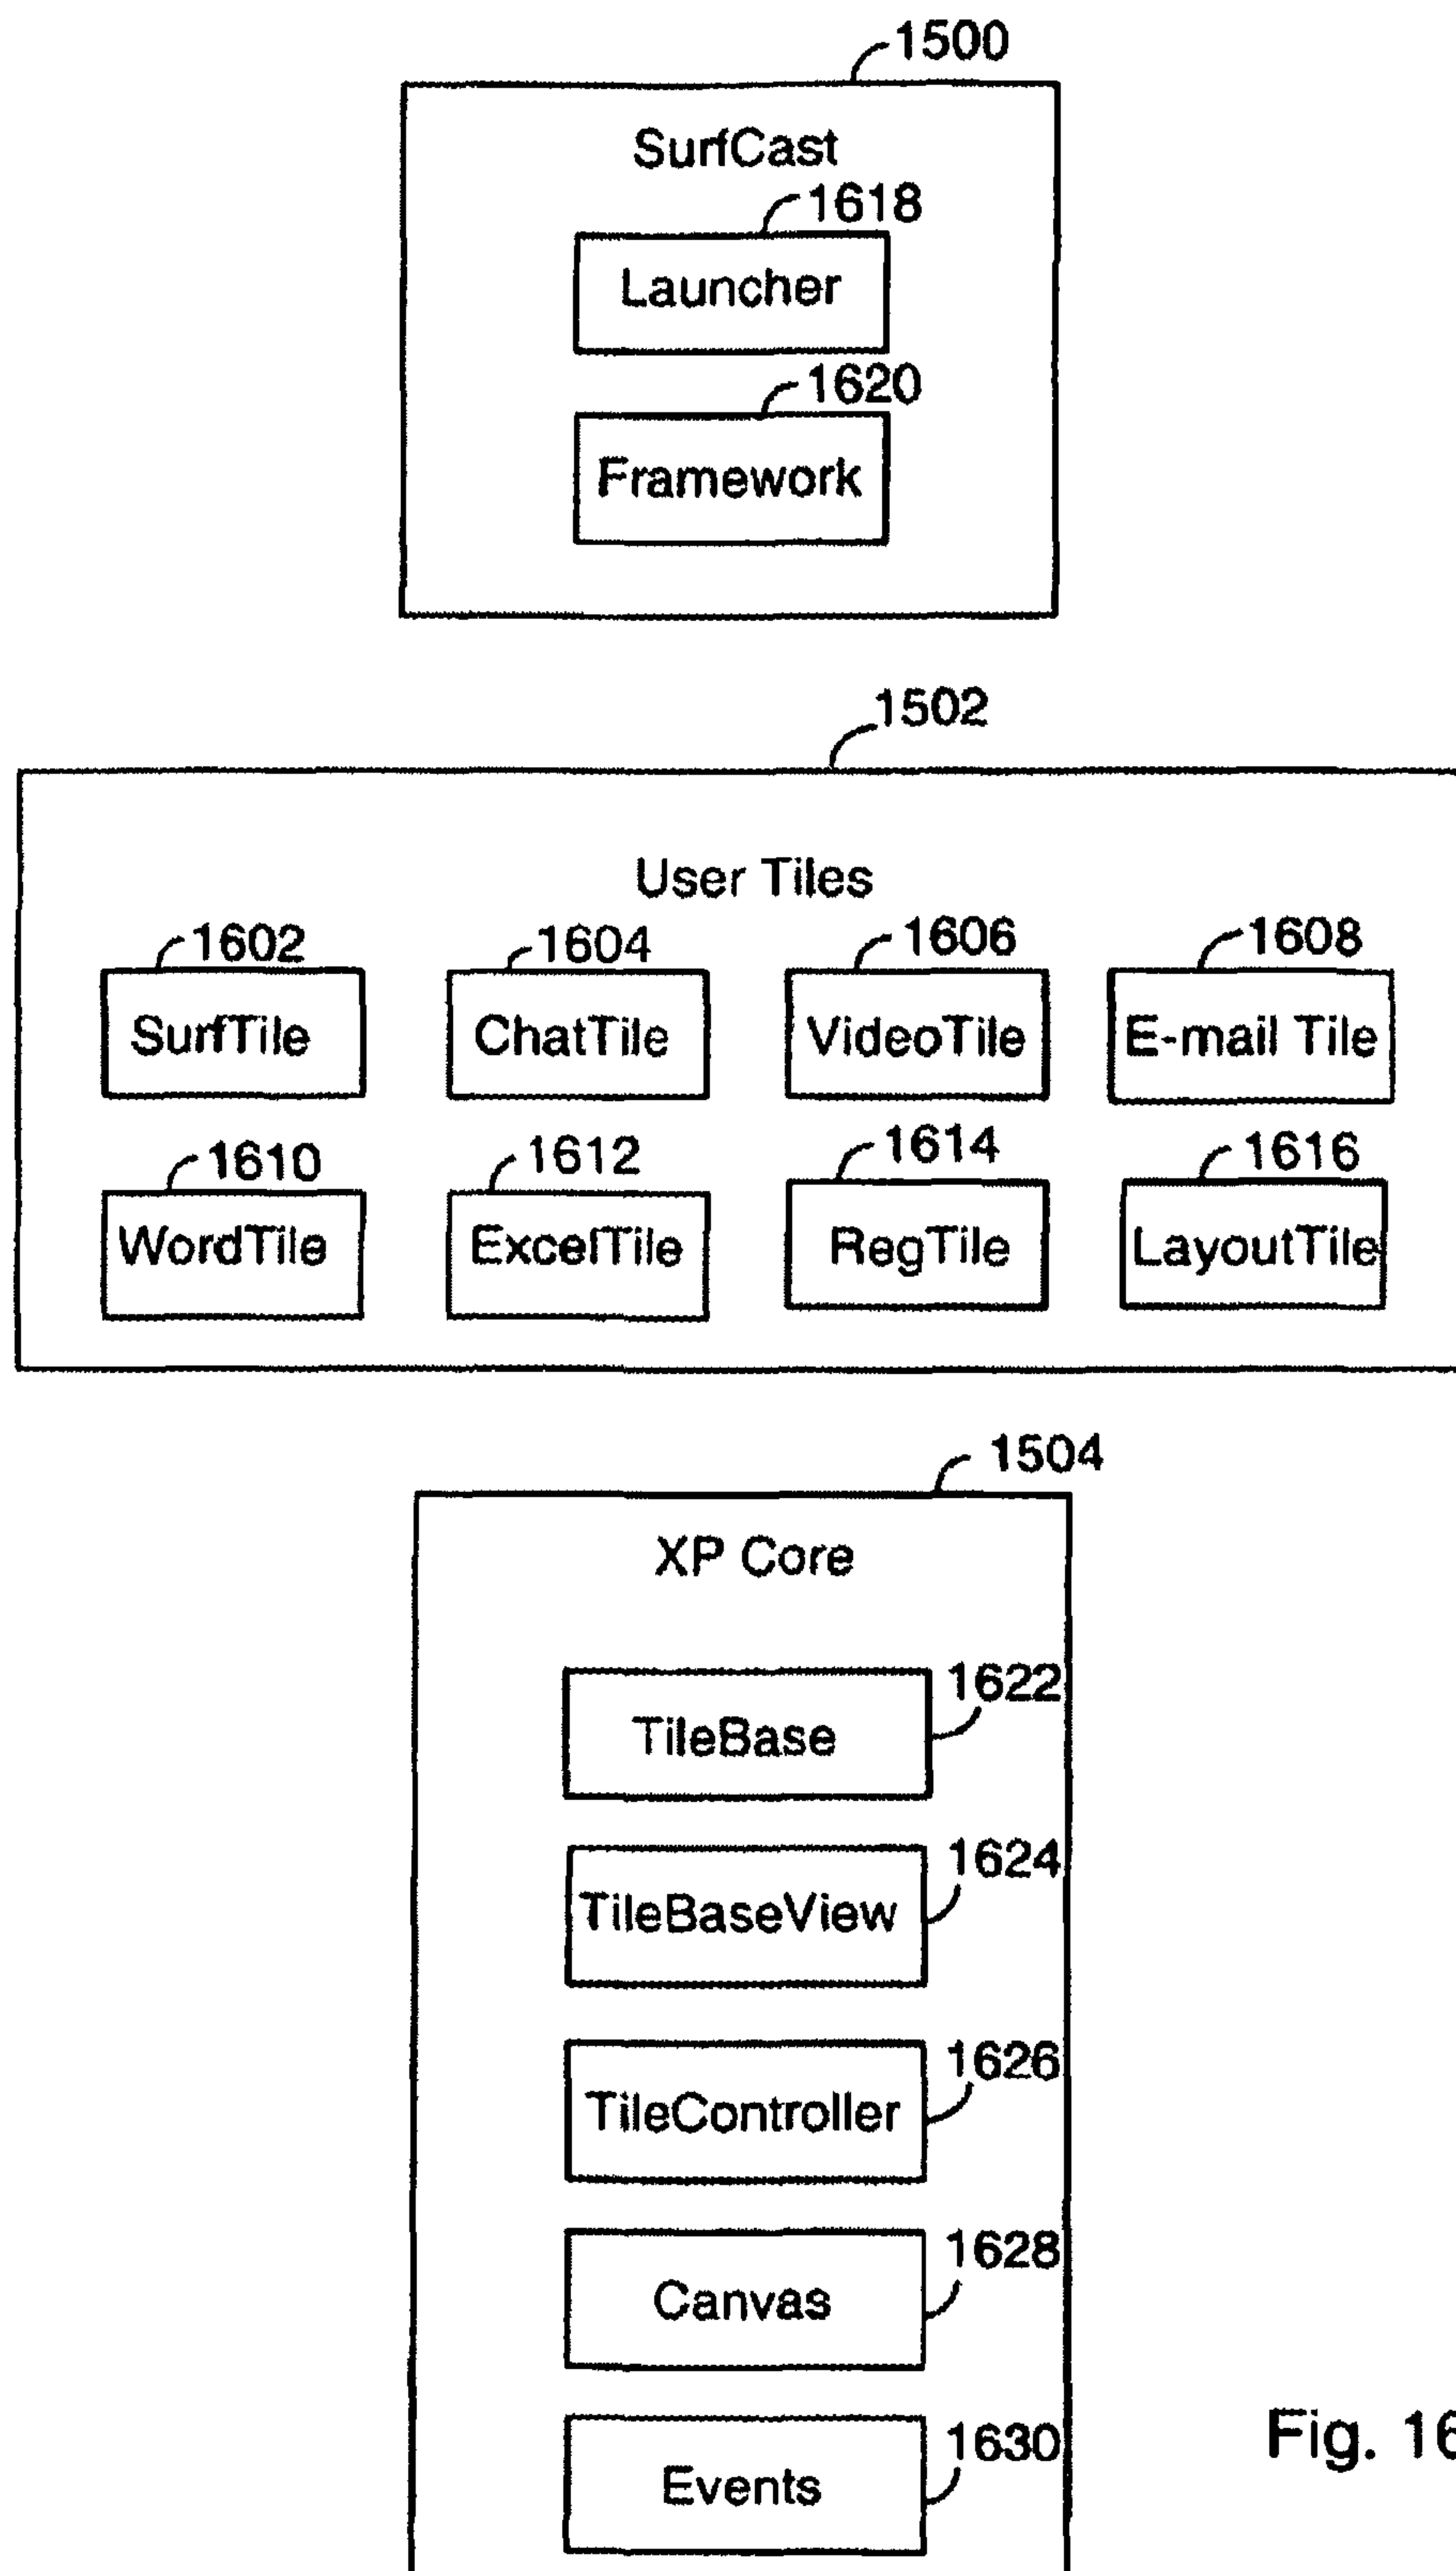 1500
SurfCast
1618
Launcher
1620
Framework
1502
User Tiles
1602 1604 1606 1608
SurfTile ChatTile VideoTile E-mail Tile
1610 1612 1614 1616
WordTile ExcelTile RegTile LayoutTile
1504
XP Core
1622
TileBase
1624
TileBaseView
1626
TileController
1628
Canvas
1630
Events
Fig. 16